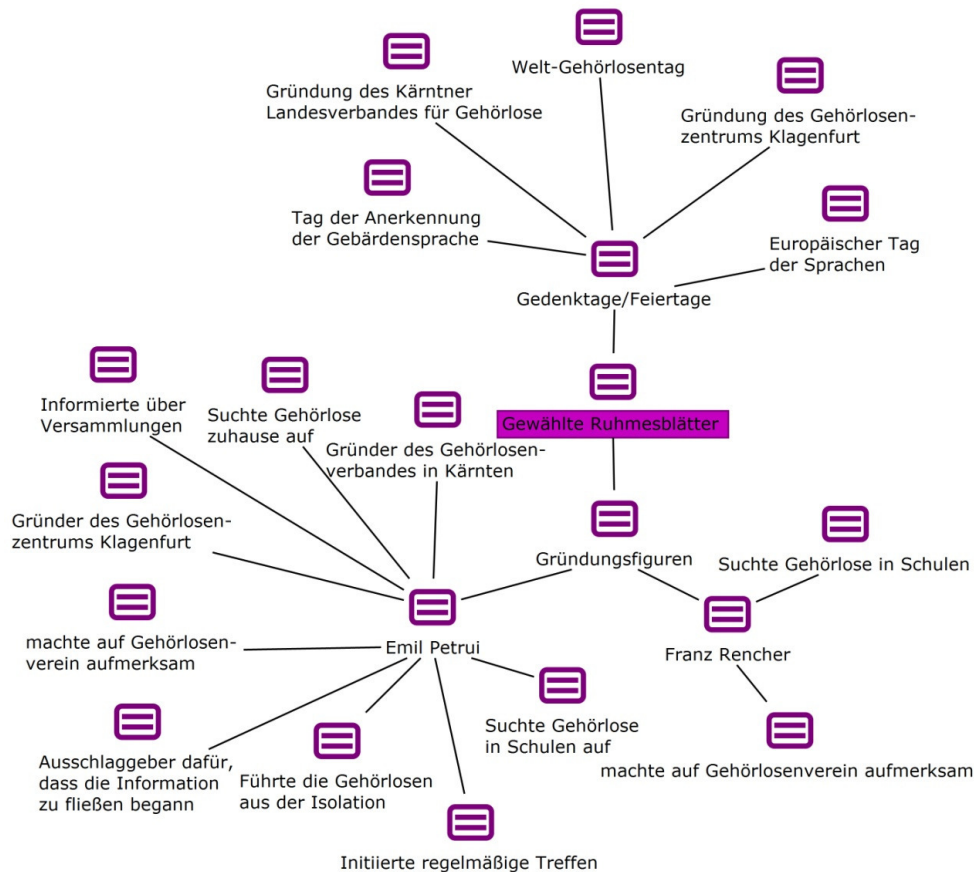 Welt-Gehörlosentag
Gründung des Kärntner
Landesverbandes für Gehörlose
Gründung des Gehörlosen-
zentrums Klagenfurt
Tag der Anerkennung
der Gebärdensprache
Europäischer Tag
der Sprachen
Gedenktage/Feiertage
Informierte über
Versammlungen
Suchte Gehörlose
zuhause auf
Gewählte Ruhmesblätter
Gründer des Gehörlosen-
verbandes in Kärnten
Gründer des Gehörlosen-
zentrums Klagenfurt
Gründungsfiguren
Suchte Gehörlose in Schulen
machte auf Gehörlosen-
verein aufmerksam
Emil Petrui
Franz Rencher
Suchte Gehörlose
in Schulen auf
Ausschlaggeber dafür,
dass die Information
zu fließen begann
Führte die Gehörlosen
aus der Isolation
machte auf Gehörlosenverein aufmerksam
Initiierte regelmäßige Treffen